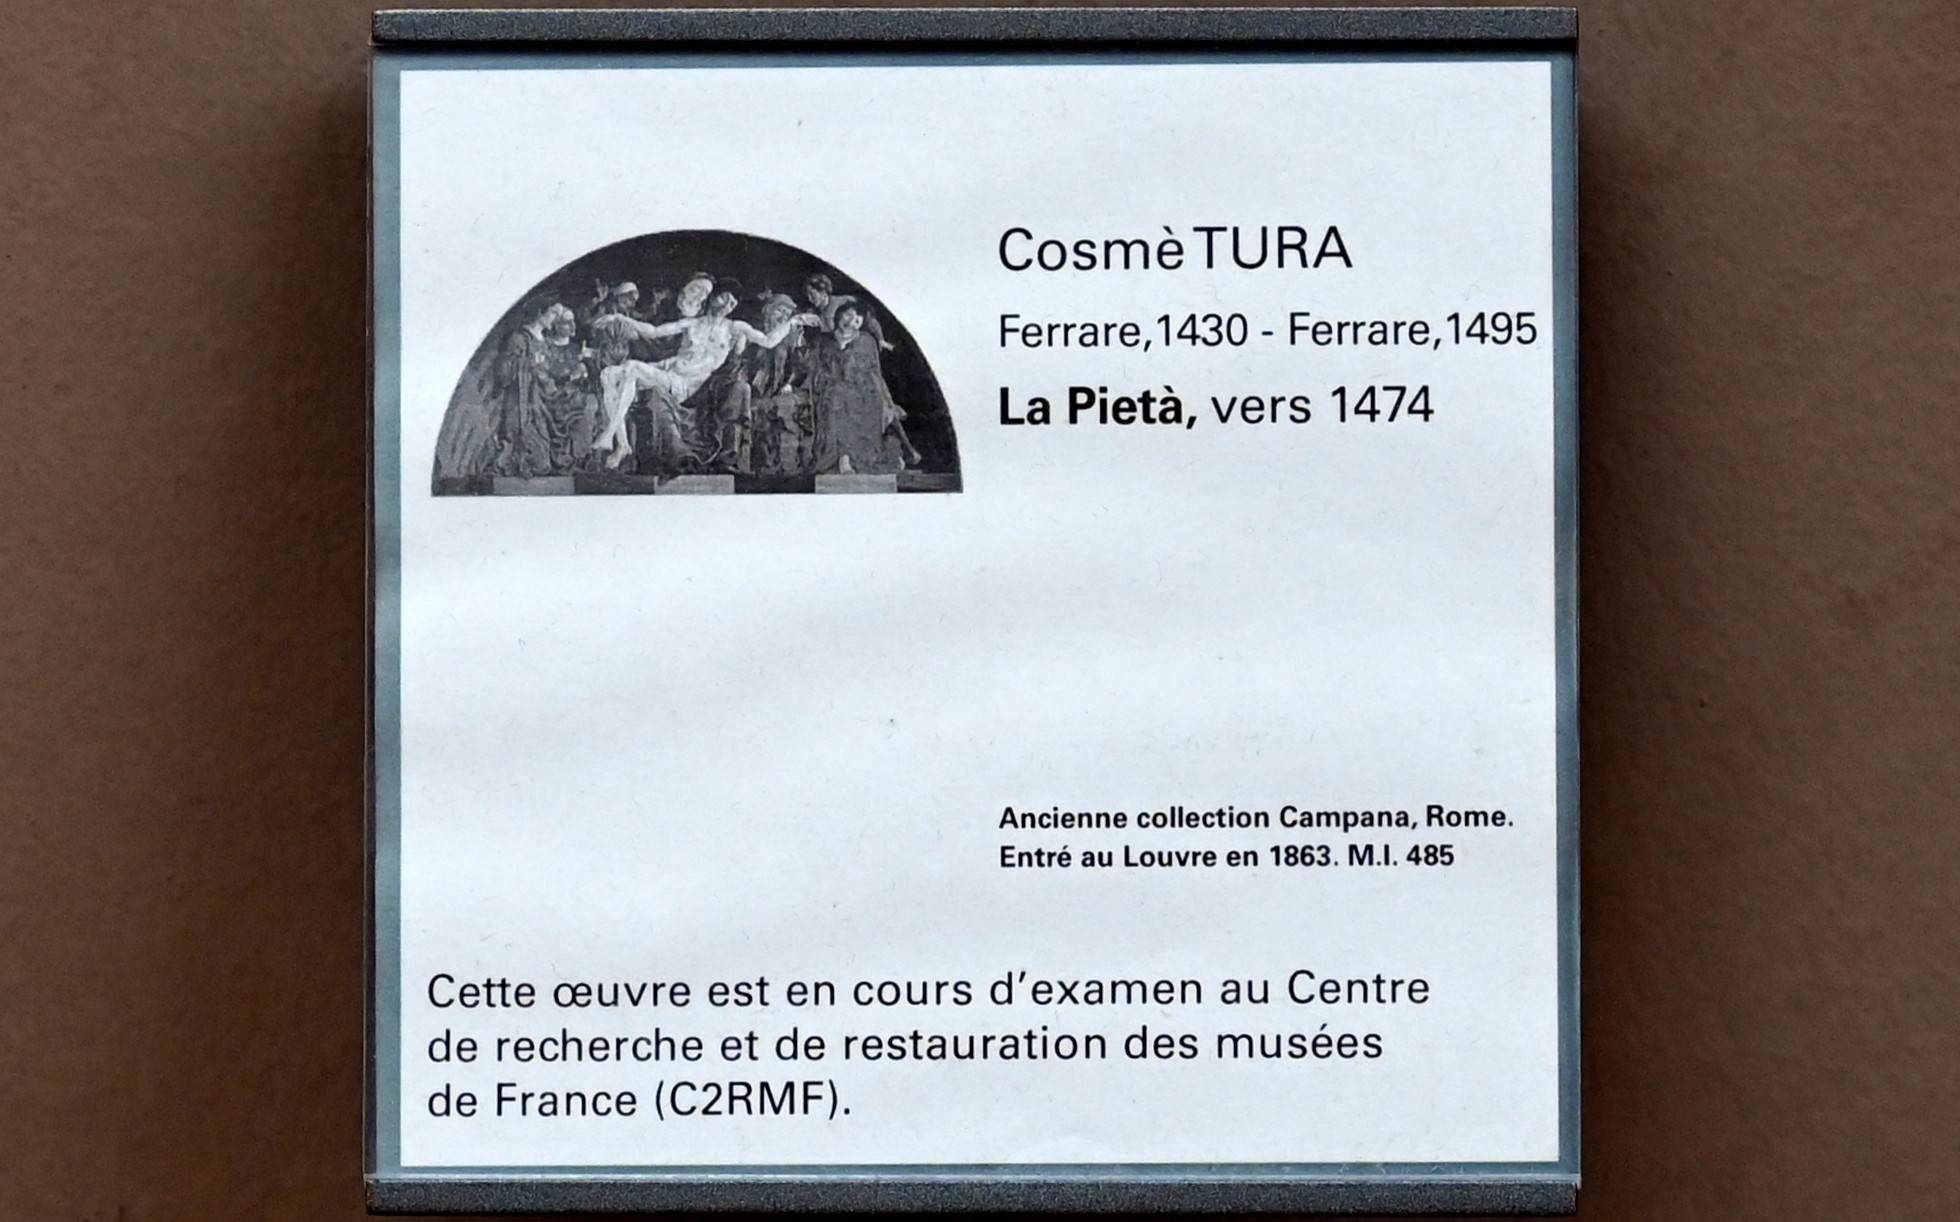 Cosmè TURA
Ferrare, 1430 - Ferrare, 1495
La Pietà, vers 1474
Ancienne collection Campana, Rome.
Entré au Louvre en 1863. M.I. 485
Cette œuvre est en cours d'examen au Centre
de recherche et de restauration des musées
de France (C2RMF).